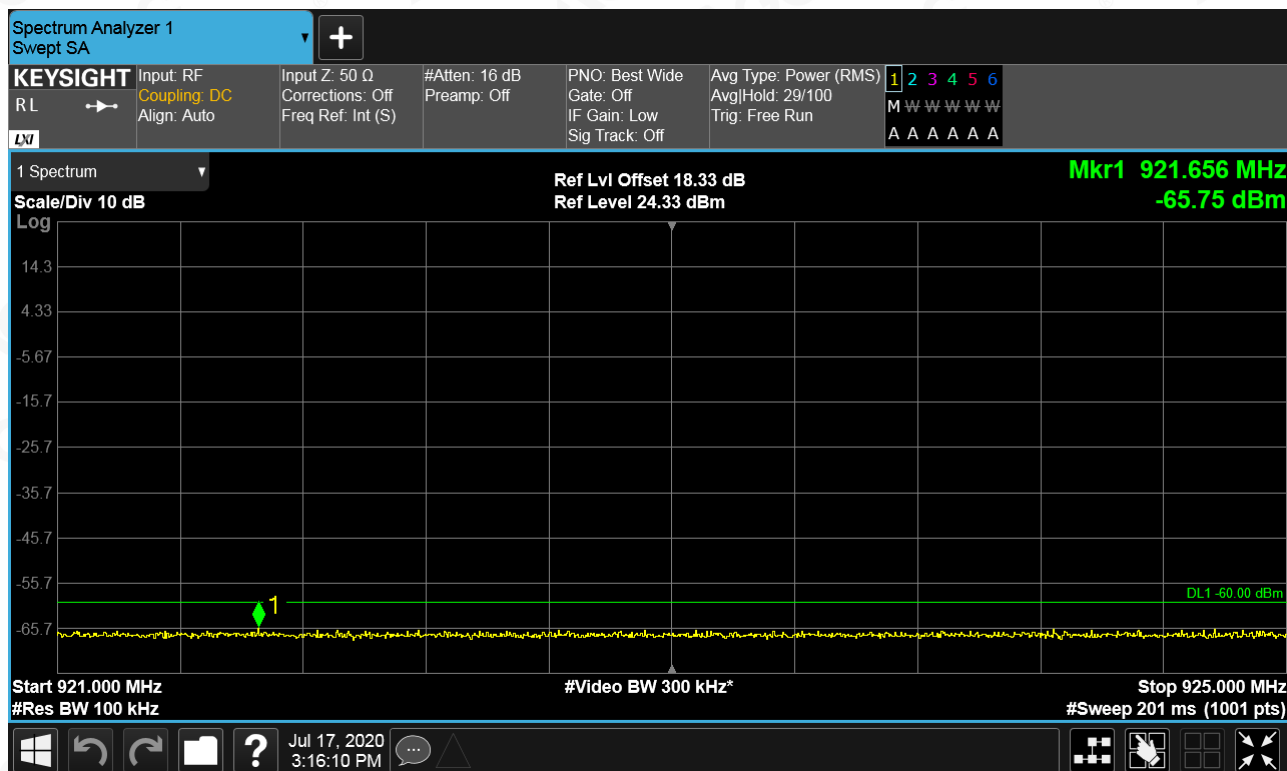 Spectrum Analyzer 1
Swept SA
KEYSIGHT
R L
LXI
Input: RF
Coupling: DC
Align: Auto
Input Z: 50 Ω
Corrections: Off
Freq Ref: Int (S)
#Atten: 16 dB
Preamp: Off
PNO: Best Wide
Gate: Off
IF Gain: Low
Sig Track: Off
Avg Type: Power (RMS)
Avg|Hold: 29/100
Trig: Free Run
1 2 3 4 5 6
M W W W W W
A A A A A A
1 Spectrum
Scale/Div 10 dB
Log
Ref Lvl Offset 18.33 dB
Ref Level 24.33 dBm
Mkr1 921.656 MHz
-65.75 dBm
14.3
4.33
-5.67
-15.7
-25.7
-35.7
-45.7
-55.7
DL1 -60.00 dBm
1
-65.7
Start 921.000 MHz
#Res BW 100 kHz
#Video BW 300 kHz*
Stop 925.000 MHz
#Sweep 201 ms (1001 pts)
?
Jul 17, 2020
3:16:10 PM